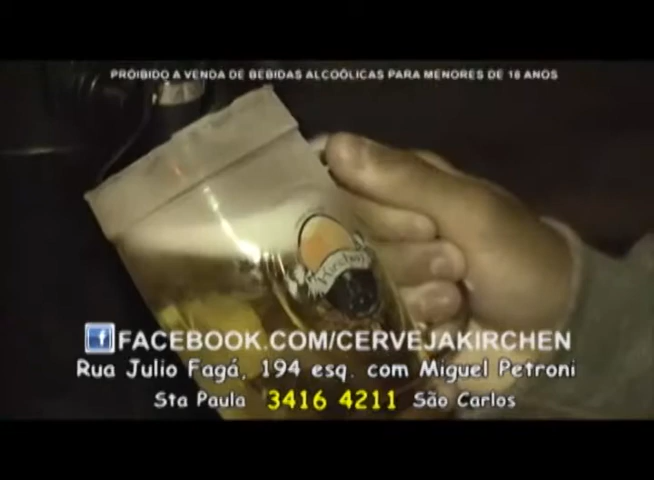 PROIBIDO A VENDA DE BEBIDAS ALCOÓLICAS PARA MENORES DE 18 ANOS
Kirchen
f FACEBOOK.COM/CERVEJAKIRCHEN
Rua Julio Fagá, 194 esq. com Miguel Petroni
Sta Paula 3416 4211 São Carlos